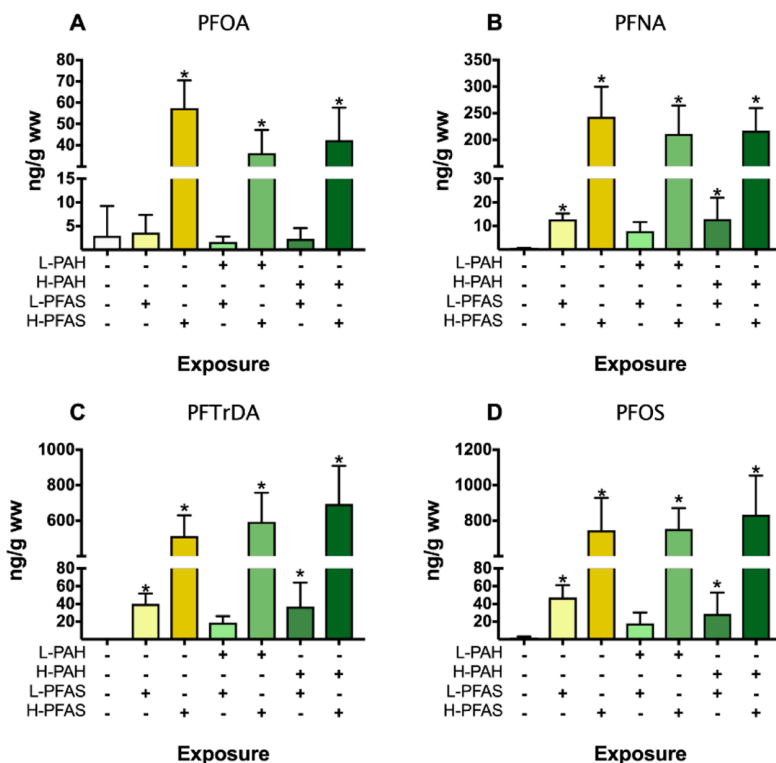 A PFOA
ng/g ww
80
70
60
50
40
15
10
5
* * *
L-PAH - - - + + - -
H-PAH - - - - - + +
L-PFAS - + - + - + -
H-PFAS - - + - + - +
Exposure
B PFNA
ng/g ww
350
300
250
200
30
20
10
* * * * *
L-PAH - - - + + - -
H-PAH - - - - - + +
L-PFAS - + - + - + -
H-PFAS - - + - + - +
Exposure
C PFTrDA
ng/g ww
1000
800
600
80
60
40
20
* * * * *
L-PAH - - - + + - -
H-PAH - - - - - + +
L-PFAS - + - + - + -
H-PFAS - - + - + - +
Exposure
D PFOS
ng/g ww
1200
1000
800
80
60
40
20
* * * * *
L-PAH - - - + + - -
H-PAH - - - - - + +
L-PFAS - + - + - + -
H-PFAS - - + - + - +
Exposure